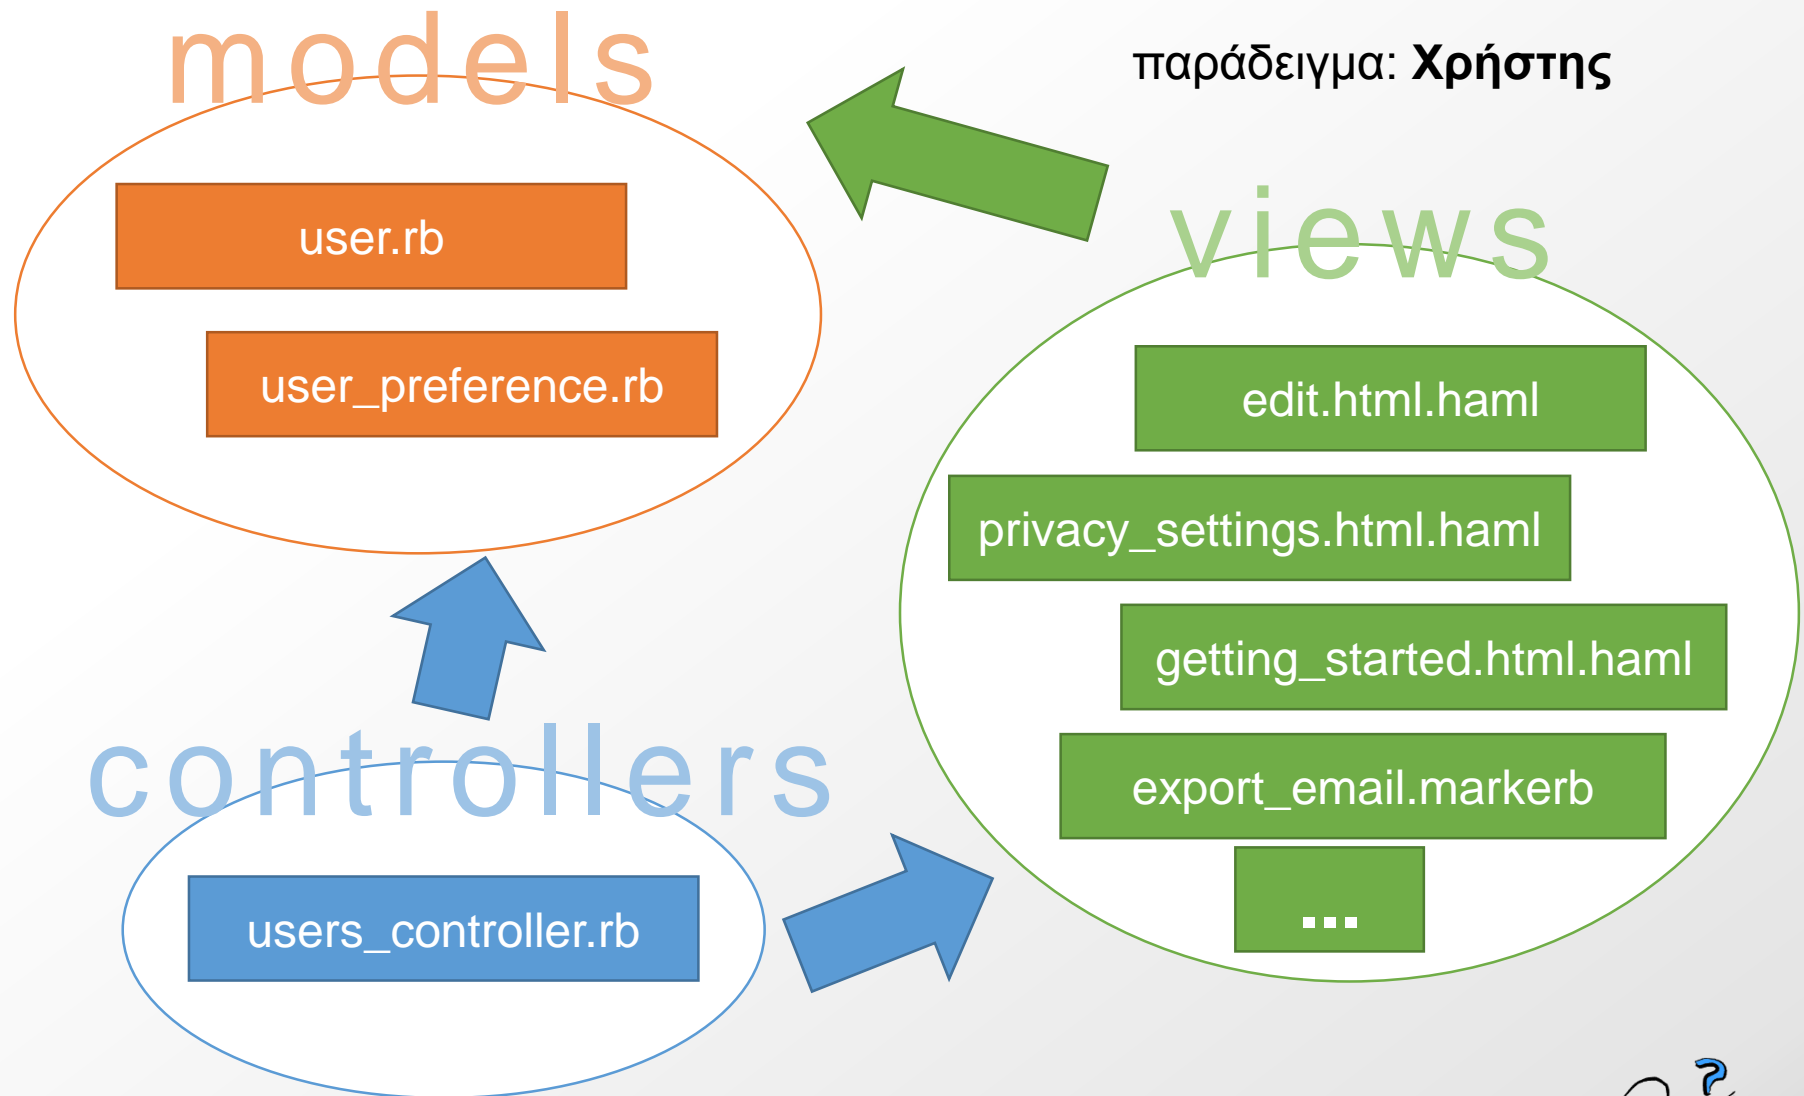 models
παράδειγμα: Χρήστης
user.rb
user_preference.rb
views
edit.html.haml
privacy_settings.html.haml
getting_started.html.haml
export_email.markerb
...
controllers
users_controller.rb
?